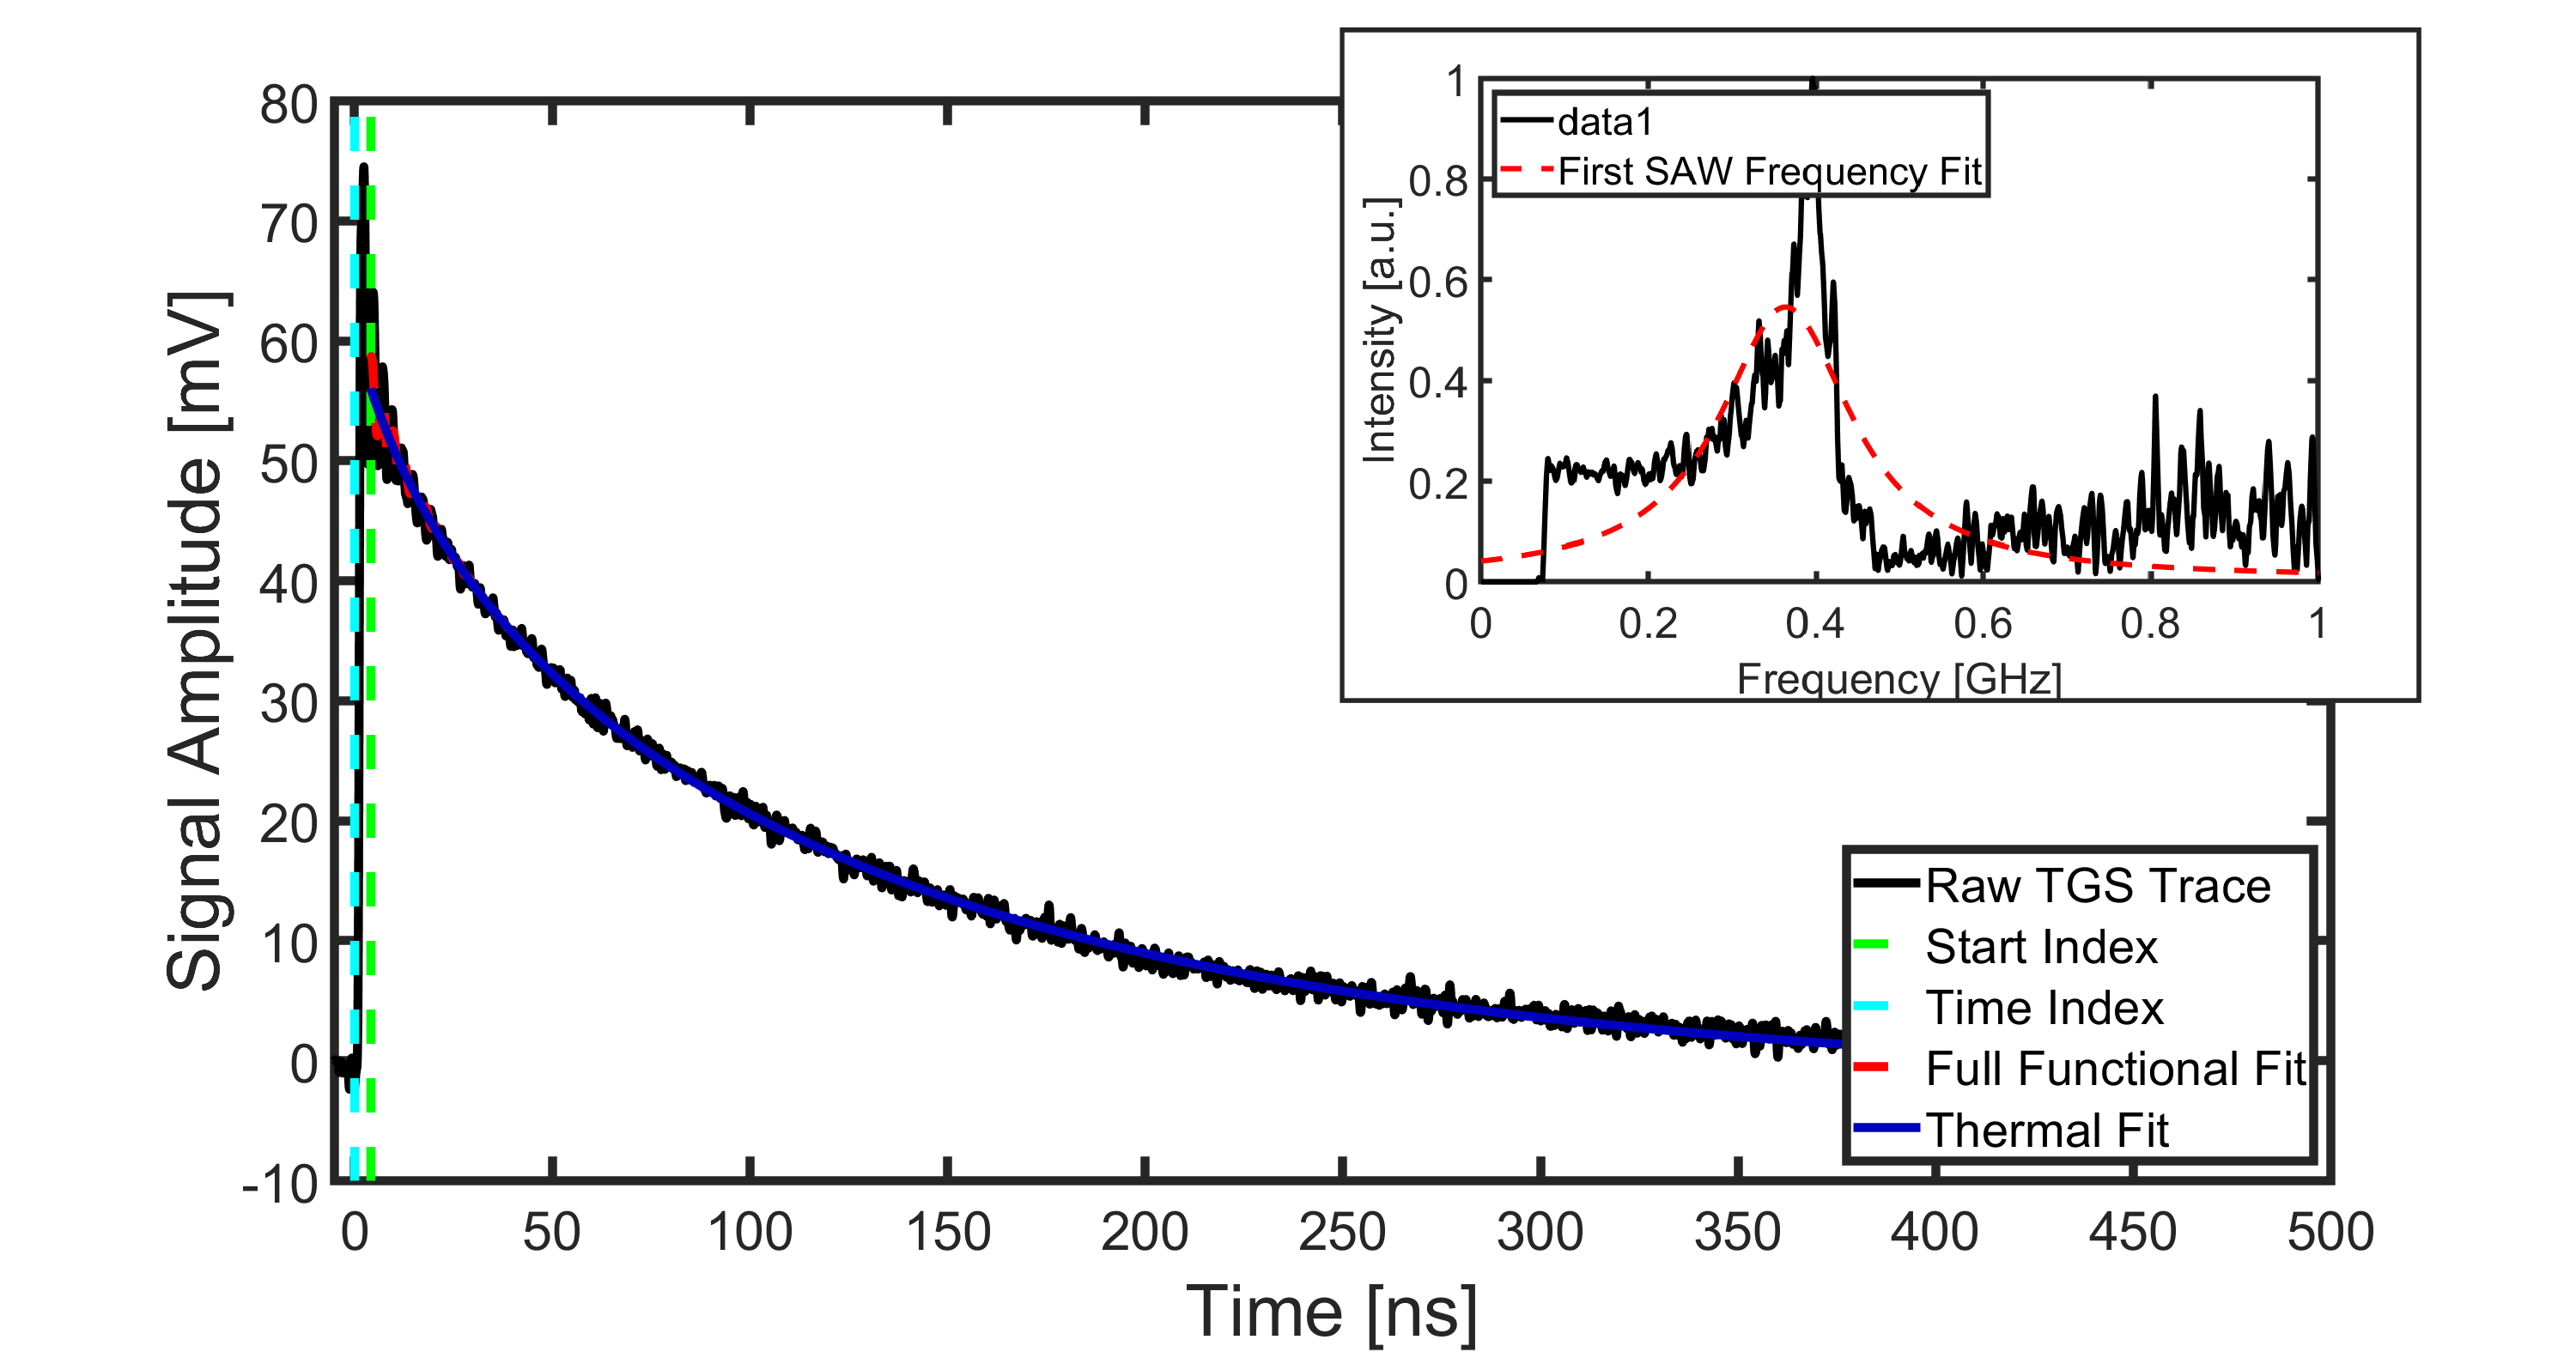 80
70
60
50
40
30
20
10
0
-10
Signal Amplitude [mV]
0 50 100 150 200 250 300 350 400 450 500
Time [ns]
Raw TGS Trace
Start Index
Time Index
Full Functional Fit
Thermal Fit
1
0.8
0.6
0.4
0.2
0
Intensity [a.u.]
data1
First SAW Frequency Fit
0 0.2 0.4 0.6 0.8 1
Frequency [GHz]